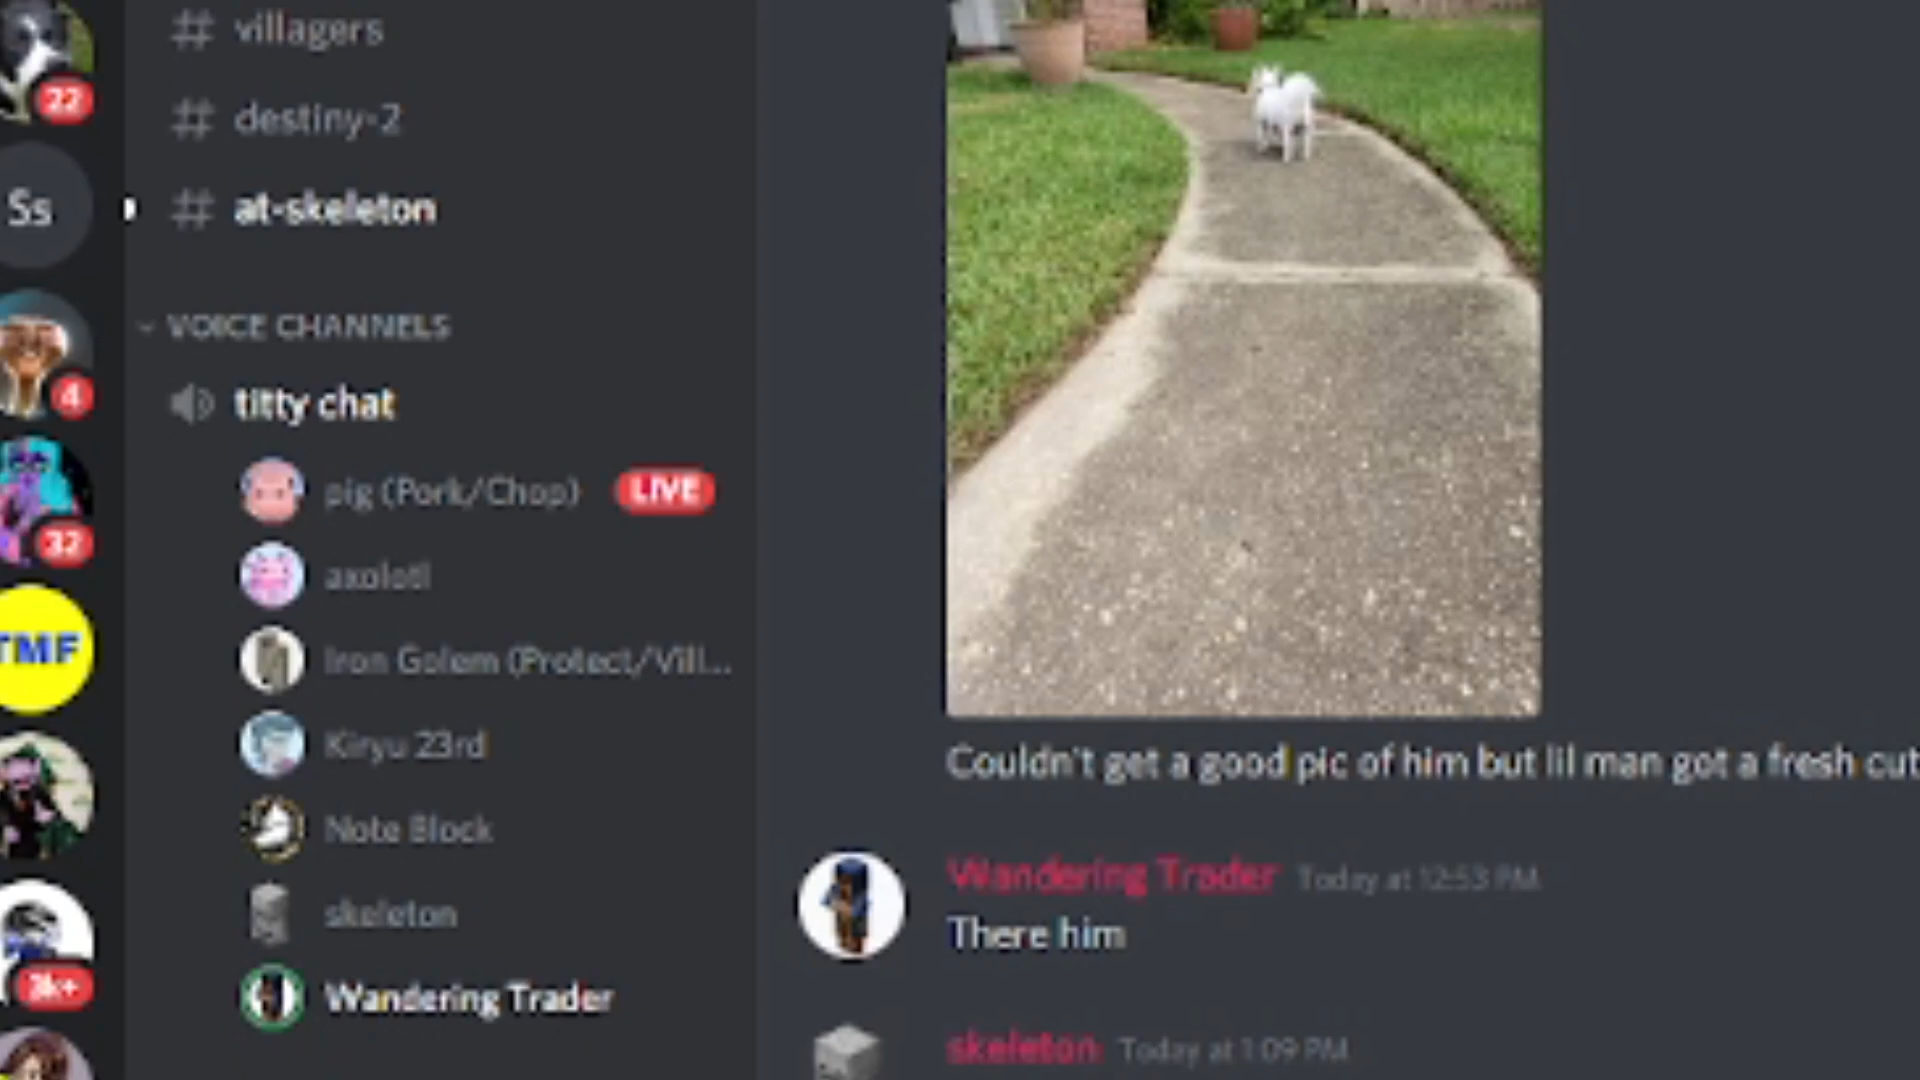 villagers
destiny-2
at-skeleton
VOICE CHANNELS
titty chat
pig (Pork/Chop) LIVE
axolotl
Iron Golem (Protect/Vill...
Kiryu 23rd
Note Block
skeleton
Wandering Trader
22
Ss
4
32
TMF
3k+
Couldn't get a good pic of him but lil man got a fresh cut
Wandering Trader Today at 12:53 PM
There him
skeleton Today at 1:09 PM